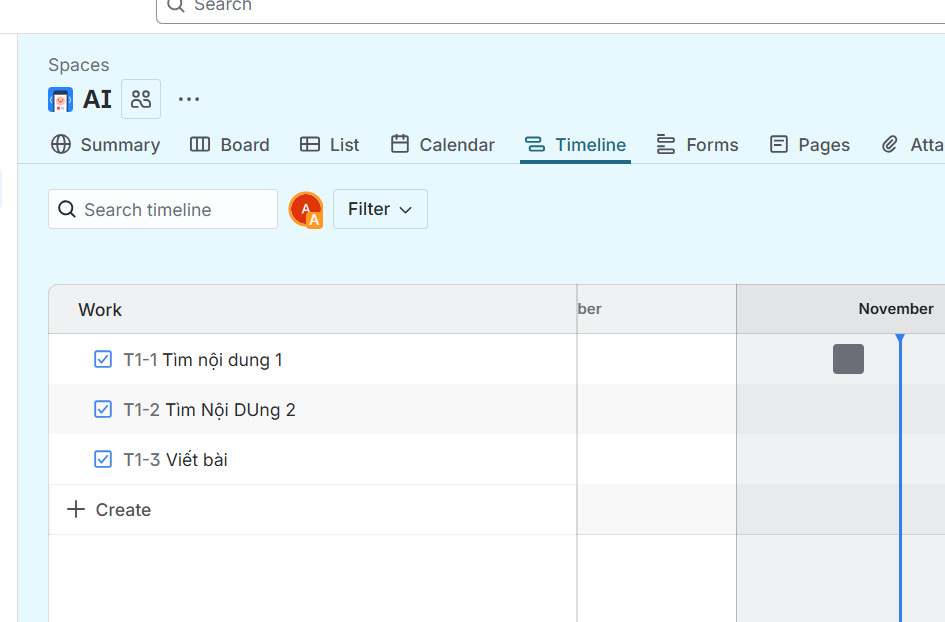 Search
Spaces
AI
Summary Board List Calendar Timeline Forms Pages Atta
Search timeline A A Filter
Work ber November
T1-1 Tìm nội dung 1
T1-2 Tìm Nội DUng 2
T1-3 Viết bài
Create